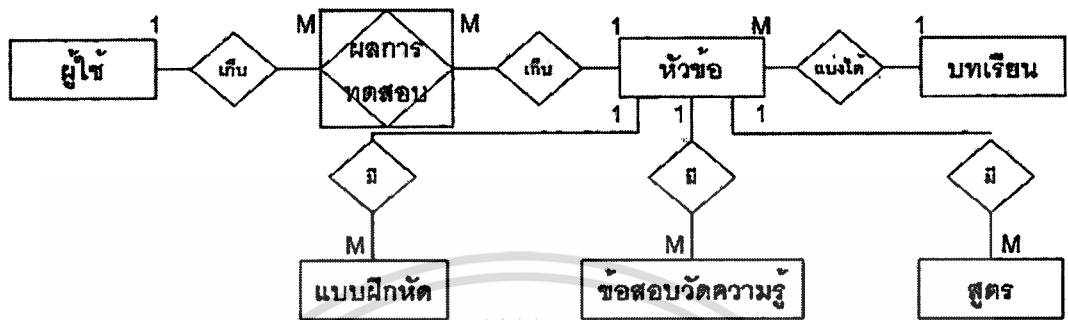 1 M M M 1
ผู้ใช้ เก็บ ผลการ เก็บ หัวข้อ แบ่งได้ บทเรียน
ทดสอบ
1 1 1
มี มี มี
M M M
แบบฝึกหัด ข้อสอบวัดความรู้ สูตร